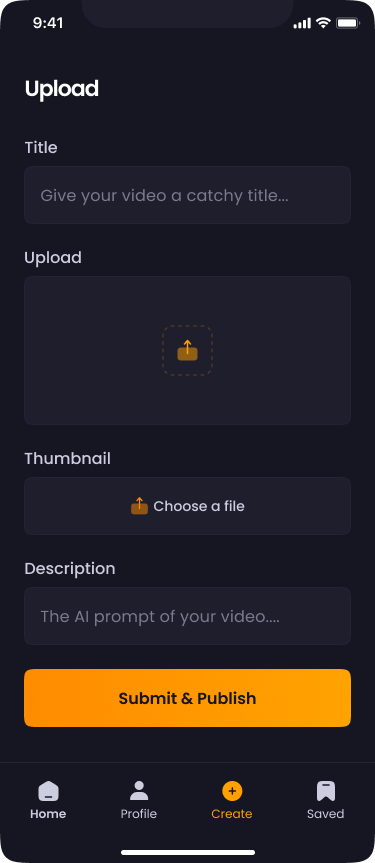 9:41
Upload
Title
Give your video a catchy title...
Upload
Thumbnail
Choose a file
Description
The AI prompt of your video....
Submit & Publish
Home
Profile
Create
Saved